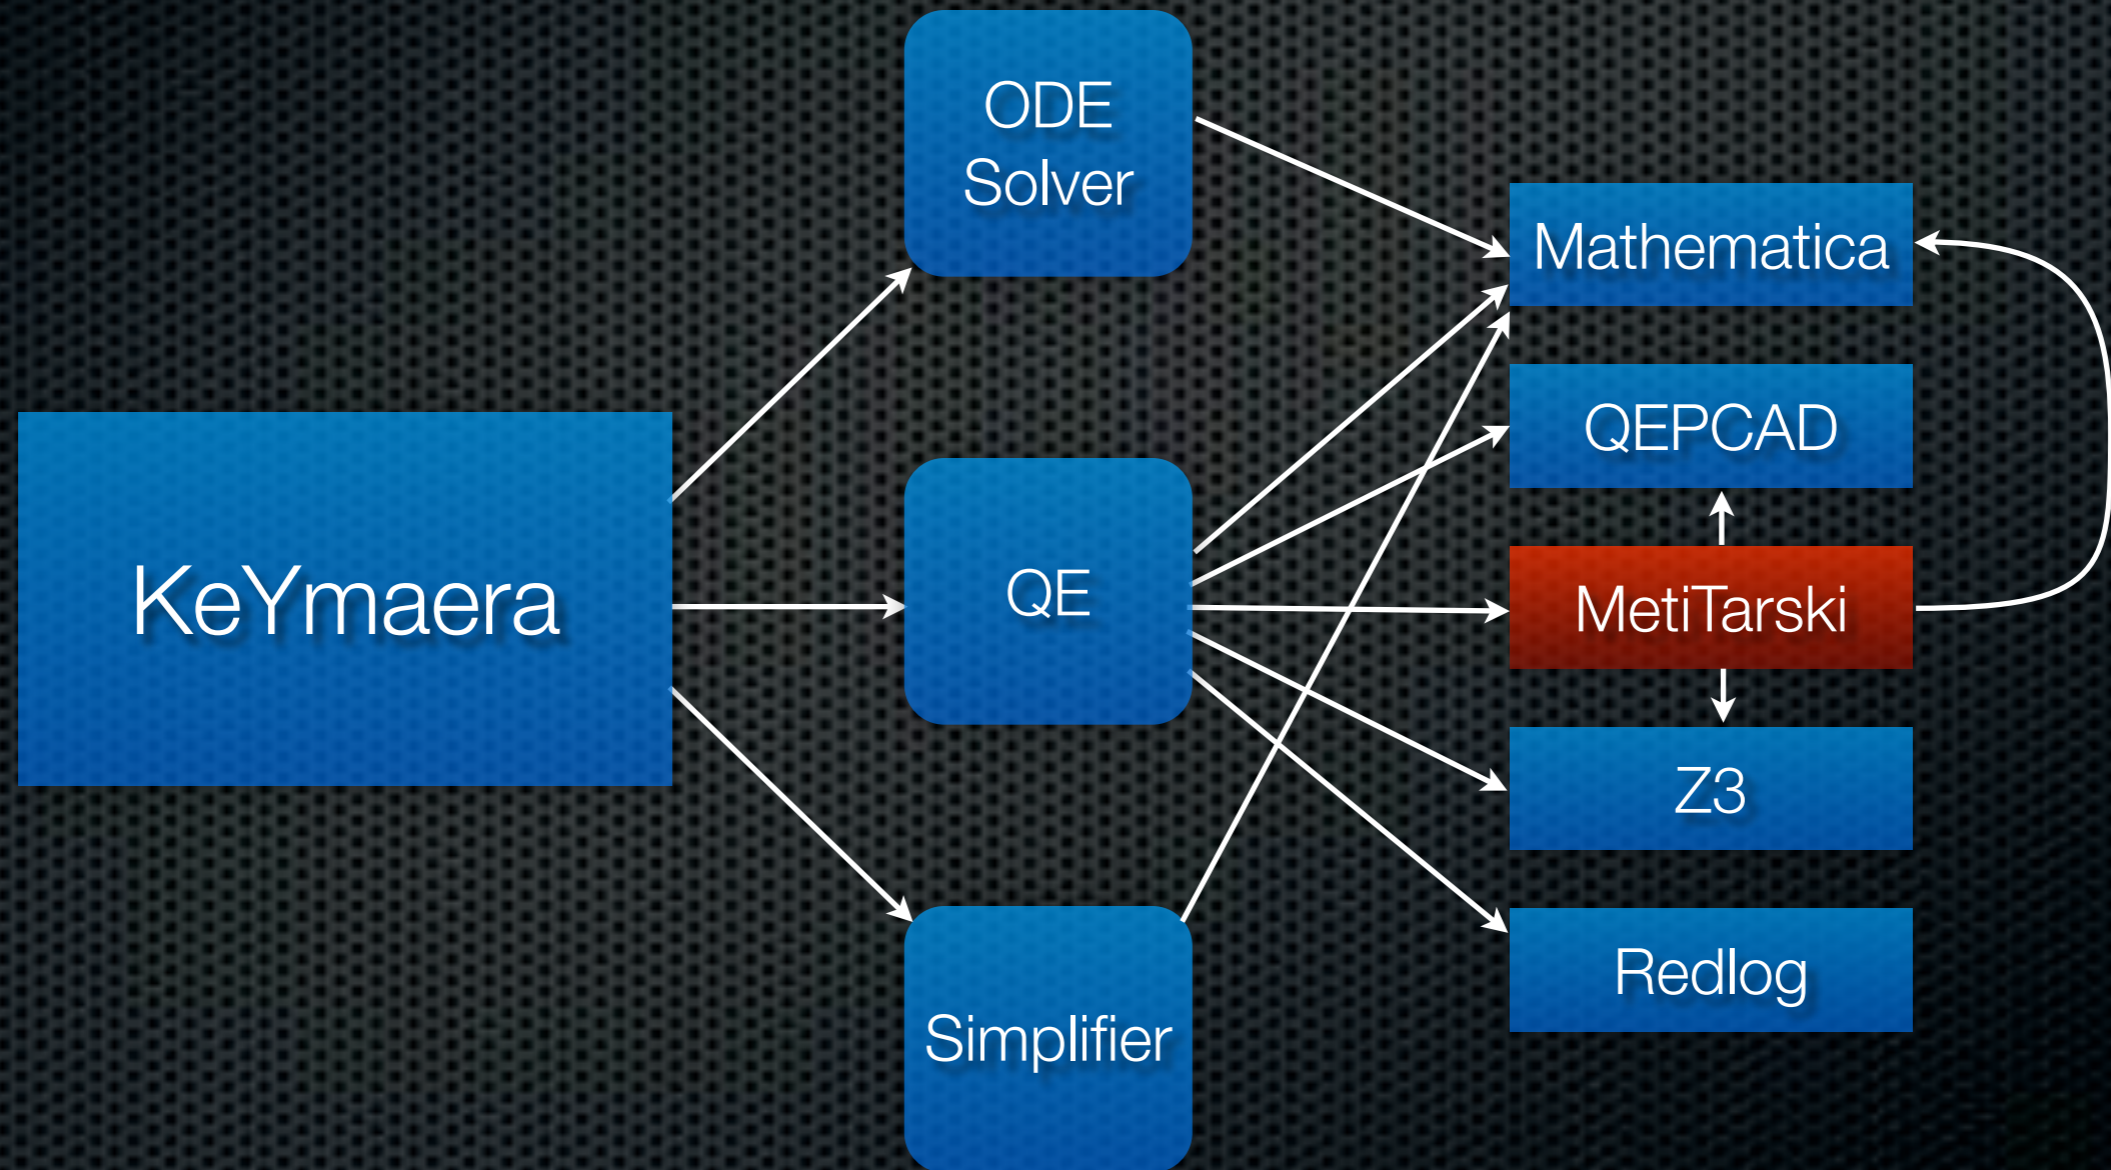 ODE
Solver
Mathematica
QEPCAD
KeYmaera
QE
MetiTarski
Z3
Redlog
Simplifier